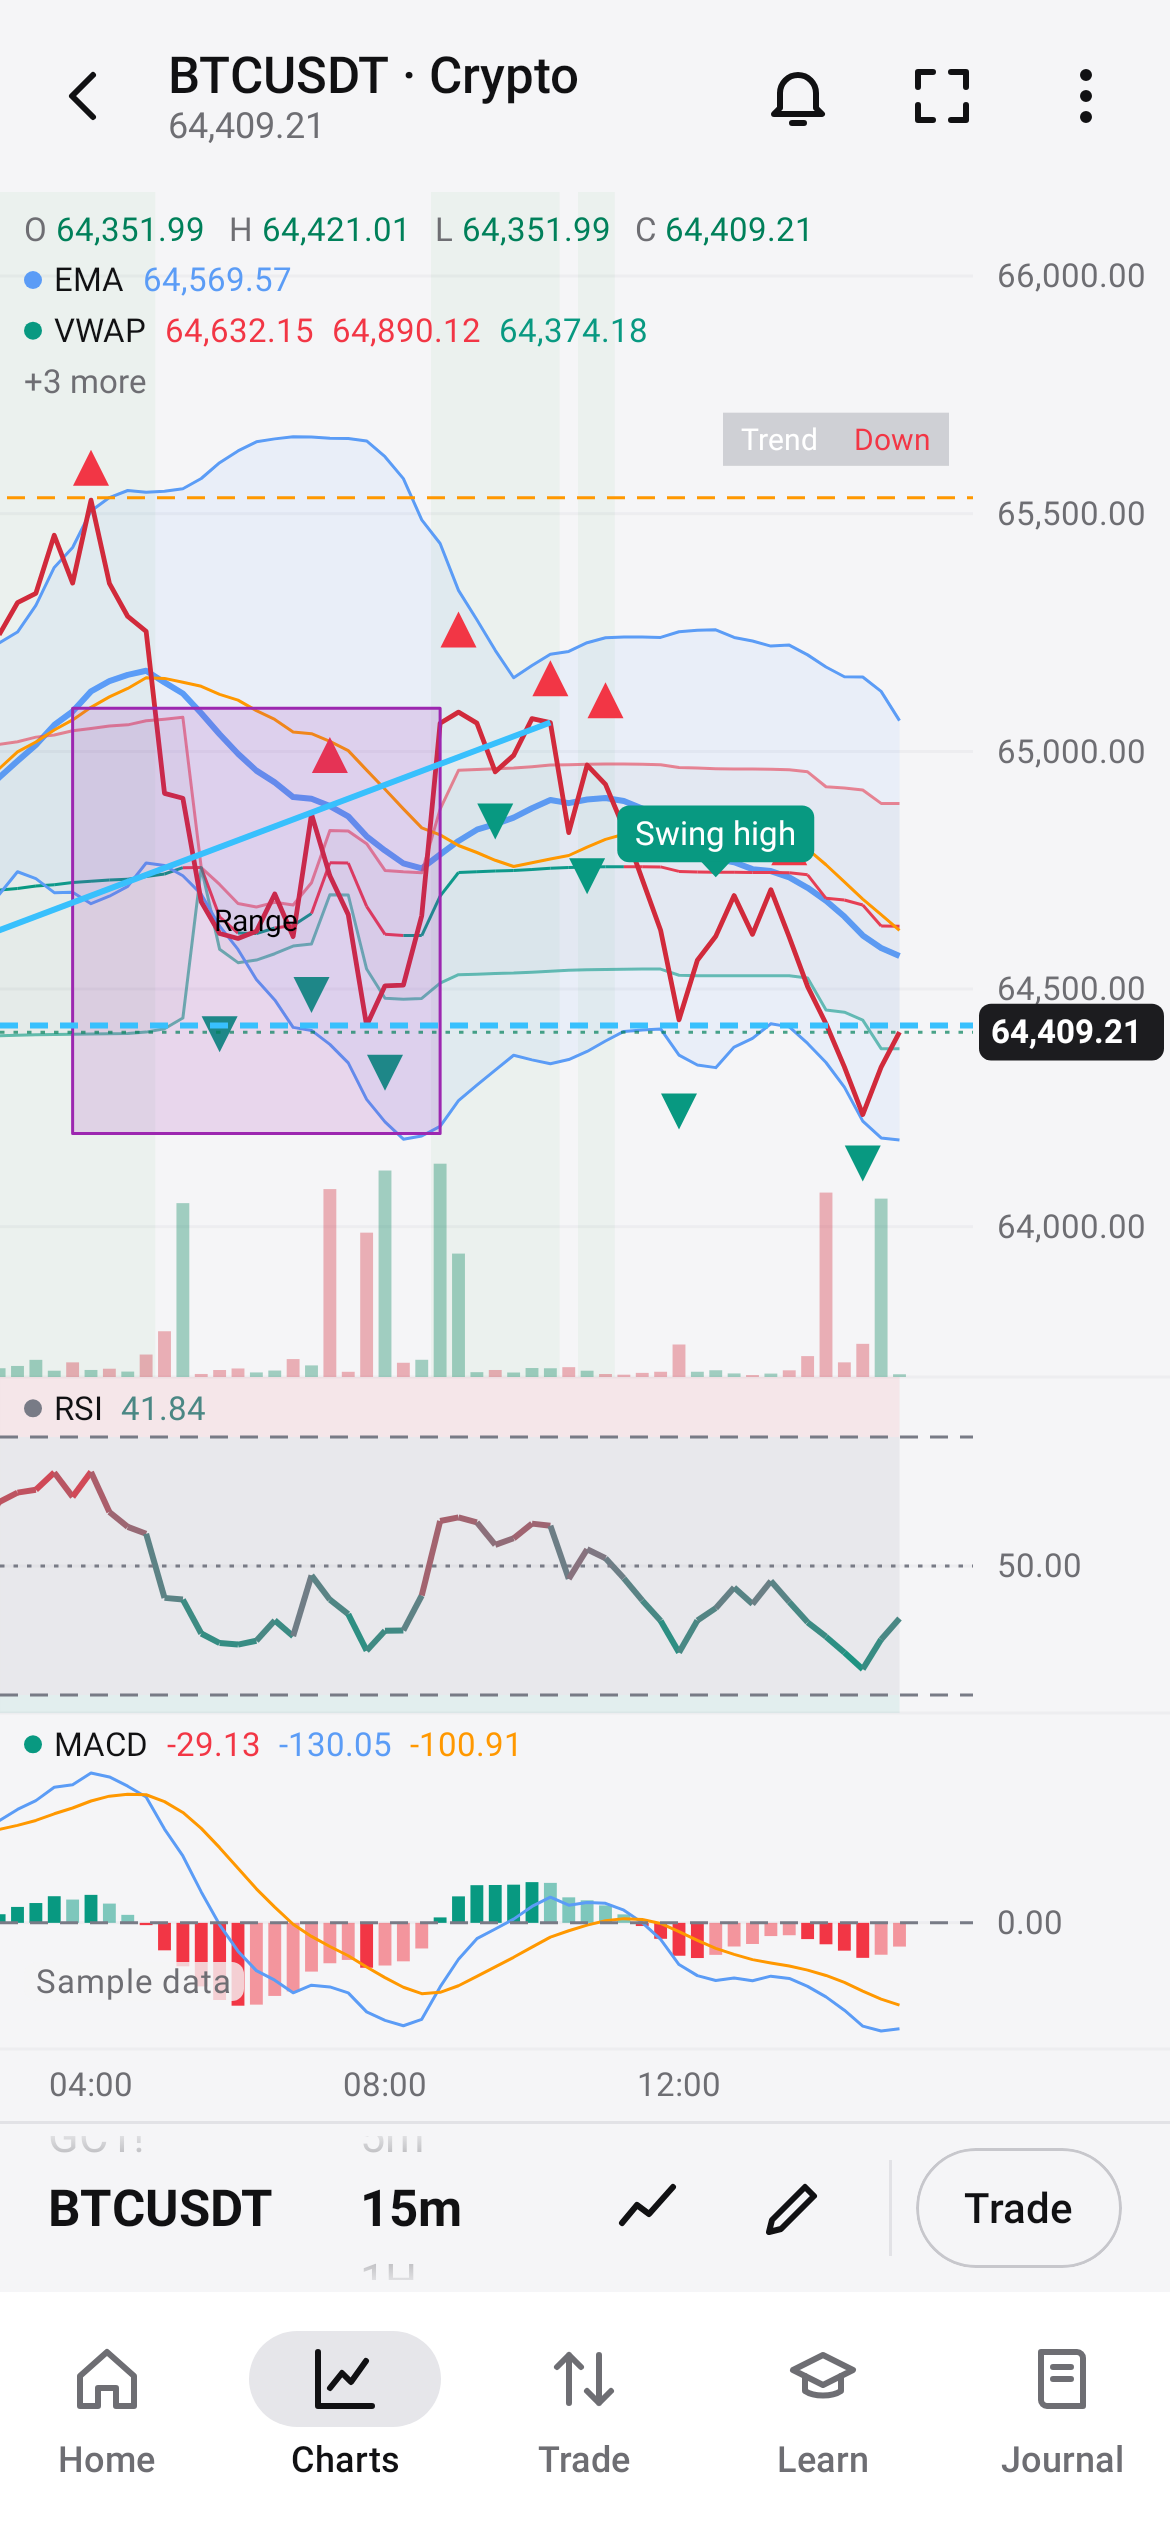 BTCUSDT · Crypto
64,409.21
O 64,351.99 H 64,421.01 L 64,351.99 C 64,409.21
EMA 64,569.57
VWAP 64,632.15 64,890.12 64,374.18
+3 more
66,000.00
Trend Down
65,500.00
65,000.00
Swing high
Range
64,500.00
64,409.21
64,000.00
RSI 41.84
50.00
MACD -29.13 -130.05 -100.91
0.00
Sample data
04:00 08:00 12:00
BTCUSDT 15m Trade
Home Charts Trade Learn Journal